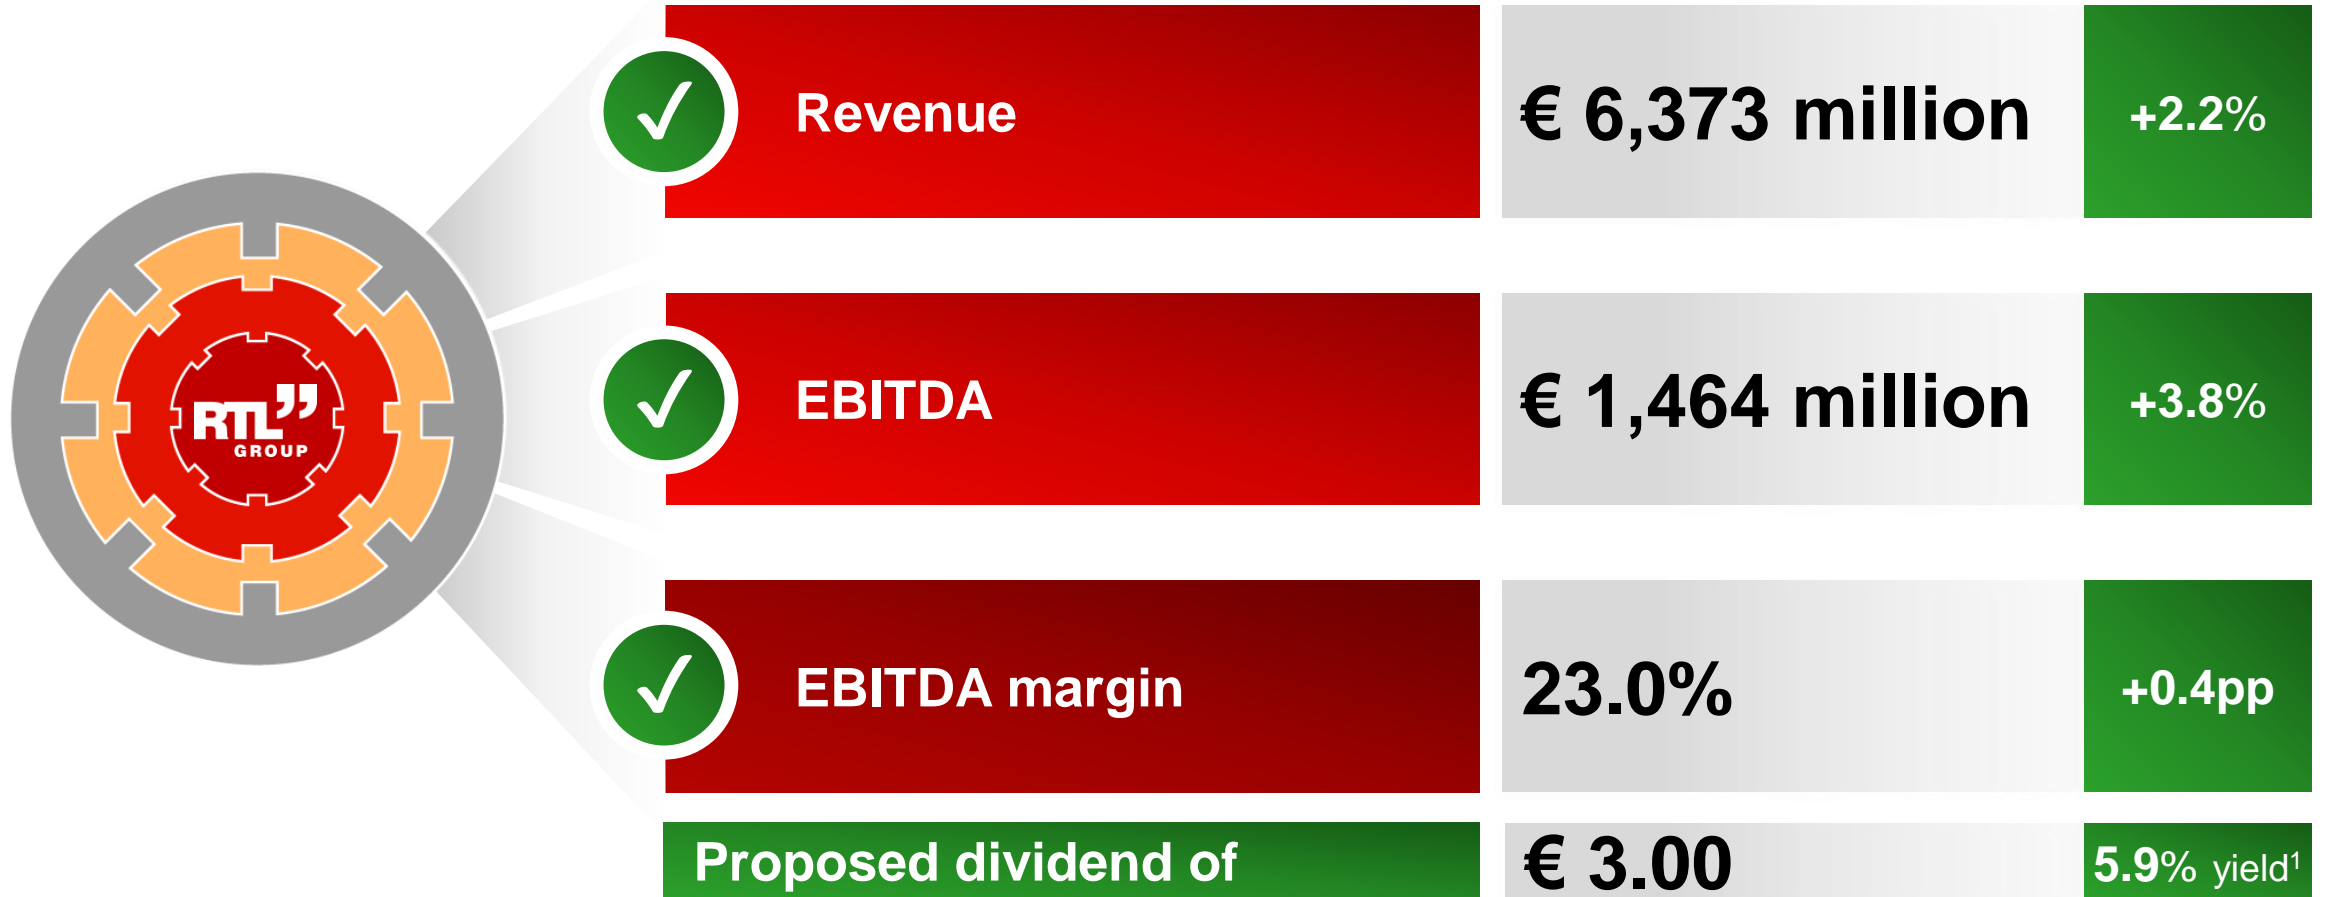 Revenue € 6,373 million +2.2%
RTL
GROUP
EBITDA € 1,464 million +3.8%
EBITDA margin 23.0% +0.4pp
Proposed dividend of € 3.00 5.9% yield¹